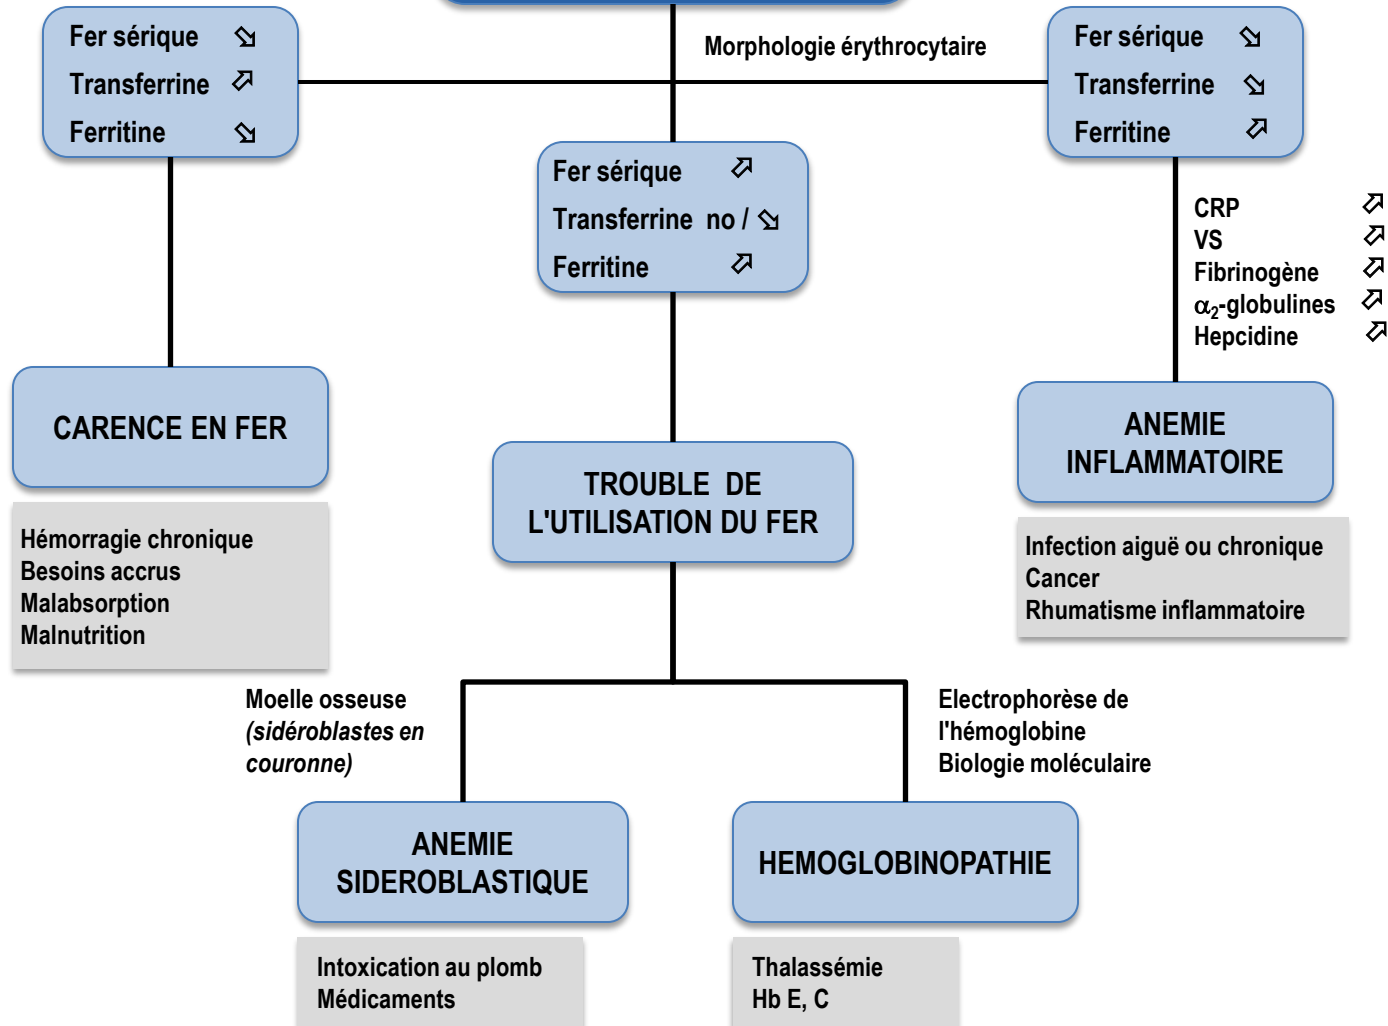 Fer sérique ⬂
Transferrine ⬀
Ferritine ⬂
Morphologie érythrocytaire
Fer sérique ⬂
Transferrine ⬂
Ferritine ⬀
Fer sérique ⬀
Transferrine no / ⬂
Ferritine ⬀
CRP ⬀
VS ⬀
Fibrinogène ⬀
α₂-globulines ⬀
Hepcidine ⬀
CARENCE EN FER
Hémorragie chronique
Besoins accrus
Malabsorption
Malnutrition
TROUBLE DE
L'UTILISATION DU FER
ANEMIE
INFLAMMATOIRE
Infection aiguë ou chronique
Cancer
Rhumatisme inflammatoire
Moelle osseuse
(sidéroblastes en
couronne)
Electrophorèse de
l'hémoglobine
Biologie moléculaire
ANEMIE
SIDEROBLASTIQUE
Intoxication au plomb
Médicaments
HEMOGLOBINOPATHIE
Thalassémie
Hb E, C